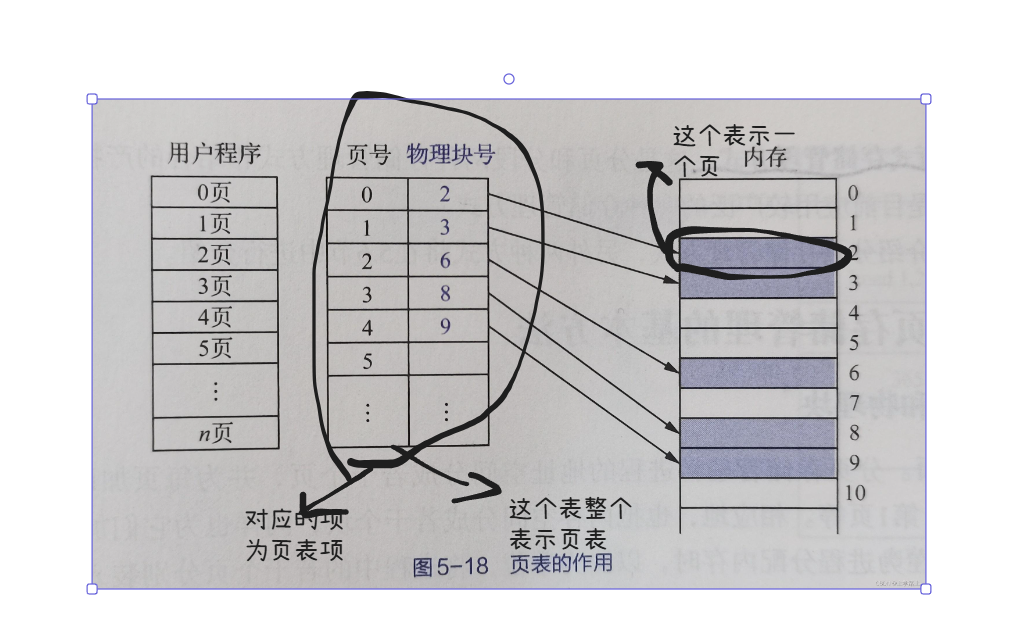 这个表示一
个页
用户程序
页号 物理块号
内存
0页
1页
2页
3页
4页
5页
⋮
n页
0 2
1 3
2 6
3 8
4 9
5
⋮ ⋮
0
1
3
4
5
6
7
8
9
10
对应的项
为页表项
这个表整个
表示页表
图5-18 页表的作用